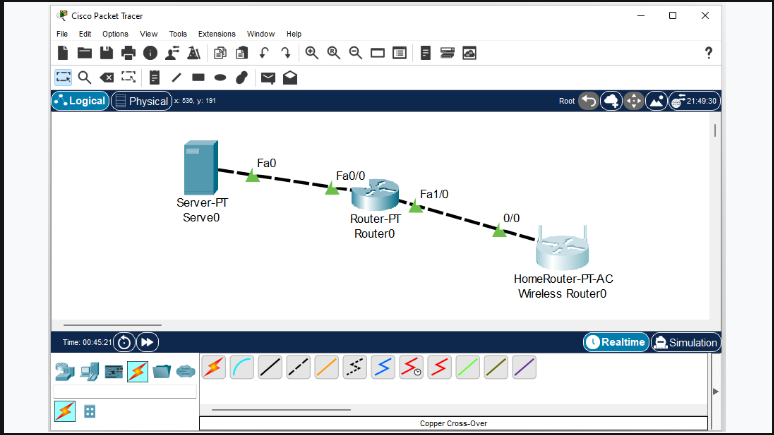 Cisco Packet Tracer
File Edit Options View Tools Extensions Window Help
?
Logical Physical x: 536, y: 191 Root 21:49:30
Fa0
Fa0/0
Server-PT
Serve0
Fa1/0
Router-PT
Router0
0/0
HomeRouter-PT-AC
Wireless Router0
Time: 00:45:21 Realtime Simulation
Copper Cross-Over